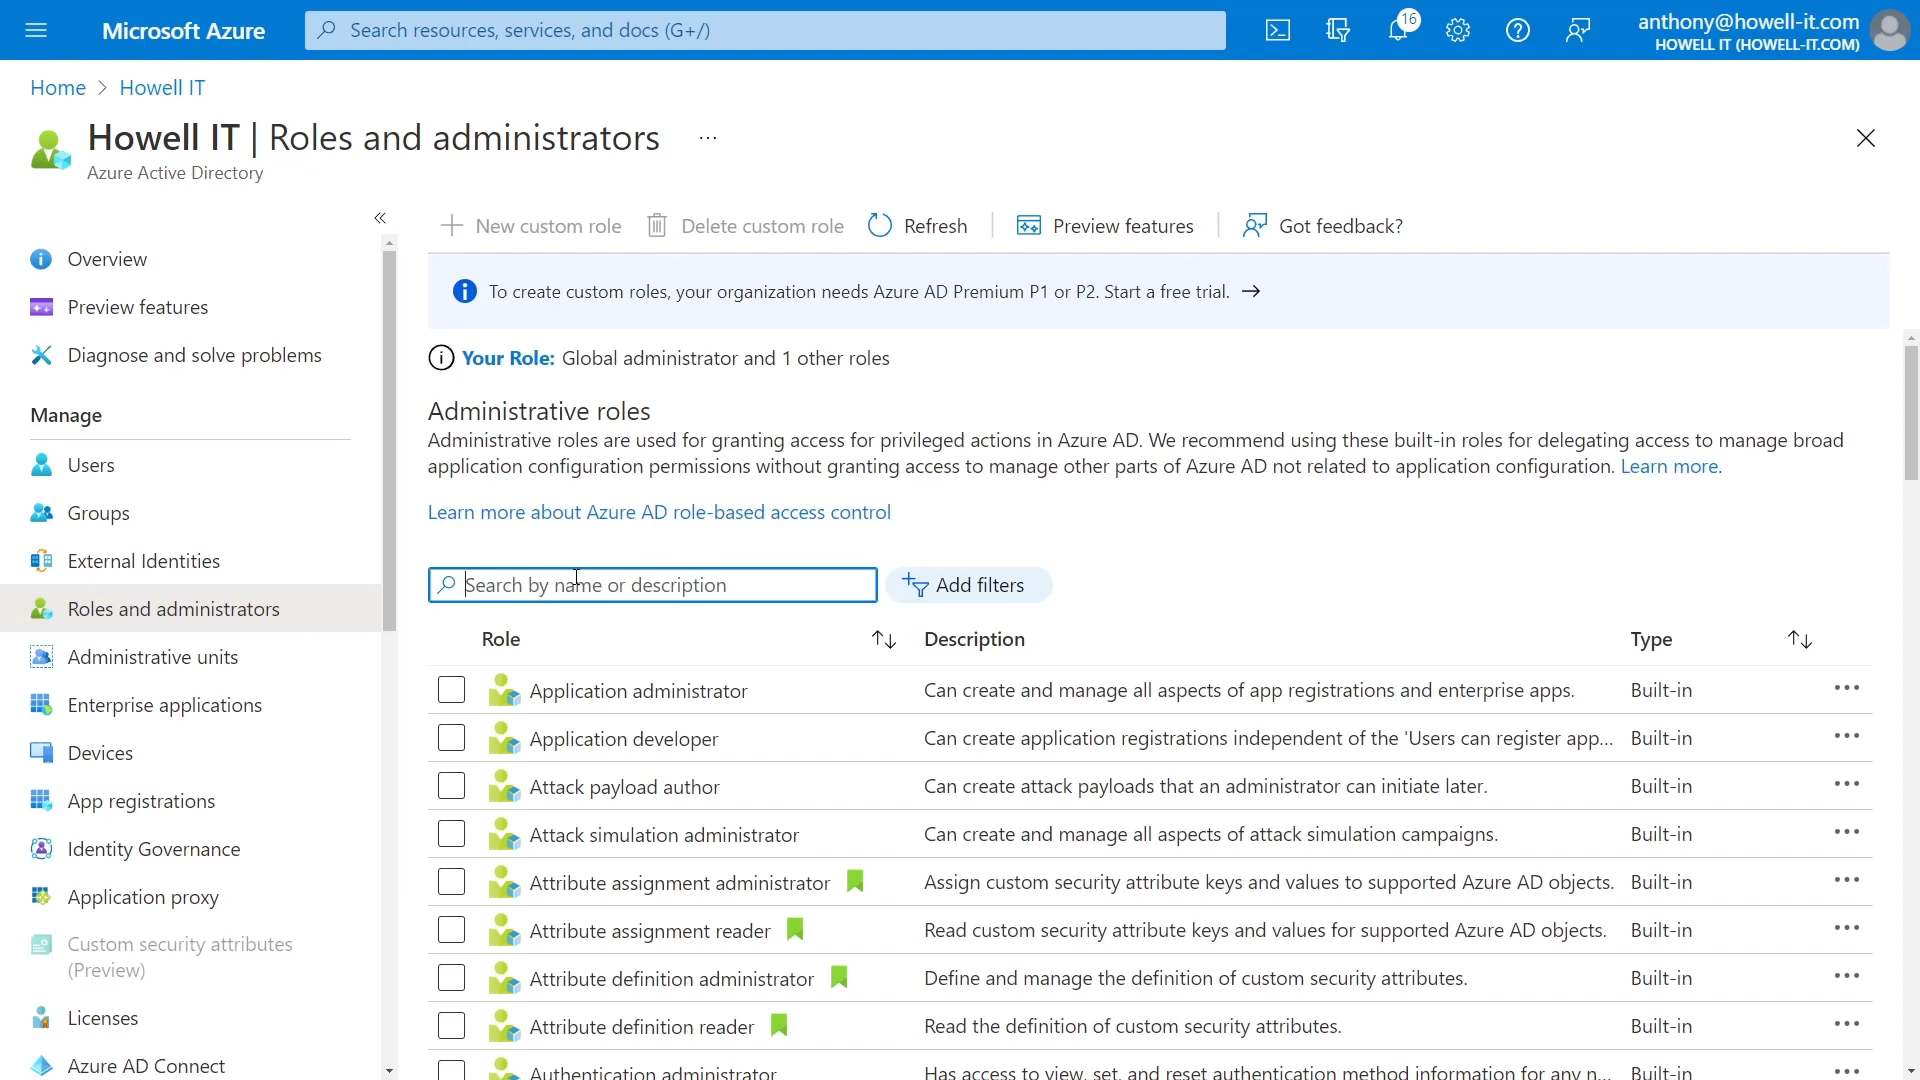 Microsoft Azure
Search resources, services, and docs (G+/)
16
anthony@howell-it.com
HOWELL IT (HOWELL-IT.COM)
Home > Howell IT
Howell IT | Roles and administrators ...
Azure Active Directory
«
Overview
Preview features
Diagnose and solve problems
Manage
Users
Groups
External Identities
Roles and administrators
Administrative units
Enterprise applications
Devices
App registrations
Identity Governance
Application proxy
Custom security attributes
(Preview)
Licenses
Azure AD Connect
New custom role Delete custom role Refresh Preview features Got feedback?
To create custom roles, your organization needs Azure AD Premium P1 or P2. Start a free trial. →
Your Role: Global administrator and 1 other roles
Administrative roles
Administrative roles are used for granting access for privileged actions in Azure AD. We recommend using these built-in roles for delegating access to manage broad
application configuration permissions without granting access to manage other parts of Azure AD not related to application configuration. Learn more.
Learn more about Azure AD role-based access control
Search by name or description Add filters
Role Description Type
Application administrator Can create and manage all aspects of app registrations and enterprise apps. Built-in ...
Application developer Can create application registrations independent of the 'Users can register app... Built-in ...
Attack payload author Can create attack payloads that an administrator can initiate later. Built-in ...
Attack simulation administrator Can create and manage all aspects of attack simulation campaigns. Built-in ...
Attribute assignment administrator Assign custom security attribute keys and values to supported Azure AD objects. Built-in ...
Attribute assignment reader Read custom security attribute keys and values for supported Azure AD objects. Built-in ...
Attribute definition administrator Define and manage the definition of custom security attributes. Built-in ...
Attribute definition reader Read the definition of custom security attributes. Built-in ...
Authentication administrator Has access to view, set, and reset authentication method information for any n... Built-in ...